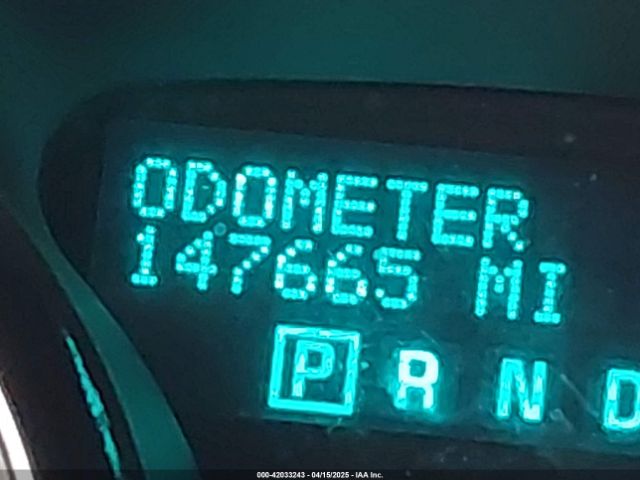 ODOMETER
147665 MI
P R N D
000-42033243 - 04/15/2025 - IAA Inc.